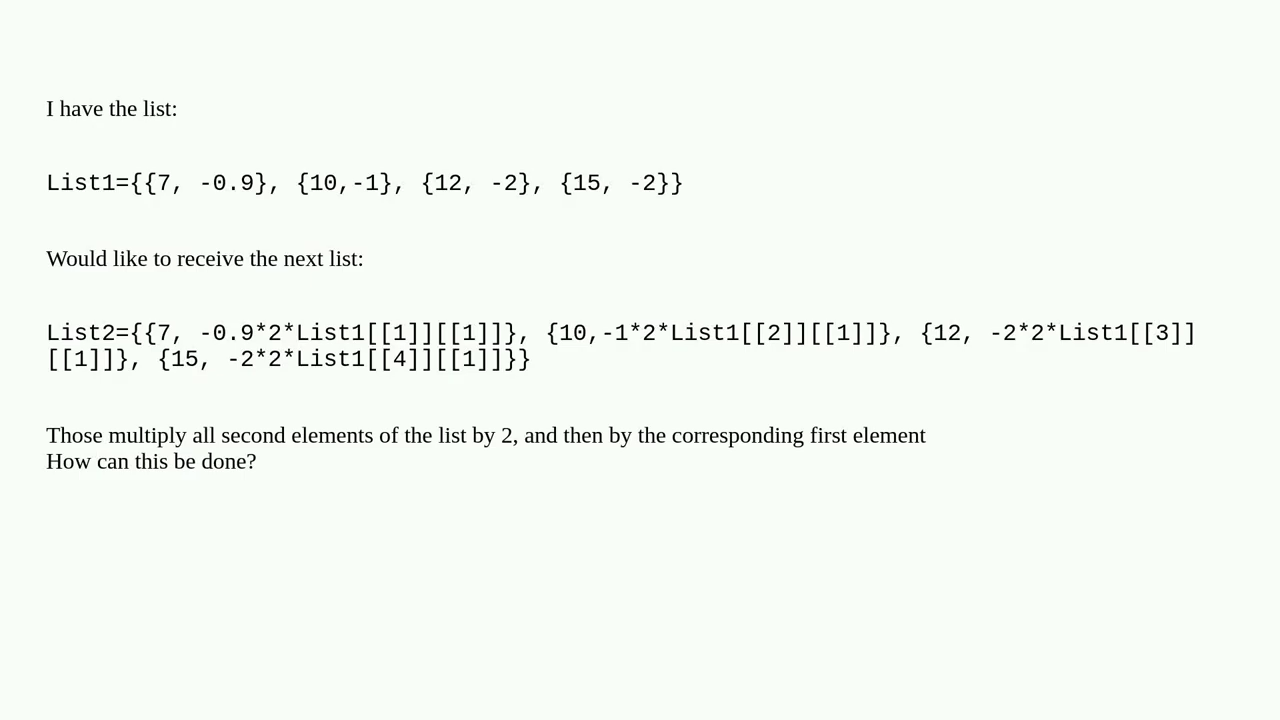 I have the list:
List1={{7, -0.9}, {10,-1}, {12, -2}, {15, -2}}
Would like to receive the next list:
List2={{7, -0.9*2*List1[[1]][[1]]}, {10,-1*2*List1[[2]][[1]]}, {12, -2*2*List1[[3]]
[[1]]}, {15, -2*2*List1[[4]][[1]]}}
Those multiply all second elements of the list by 2, and then by the corresponding first element
How can this be done?